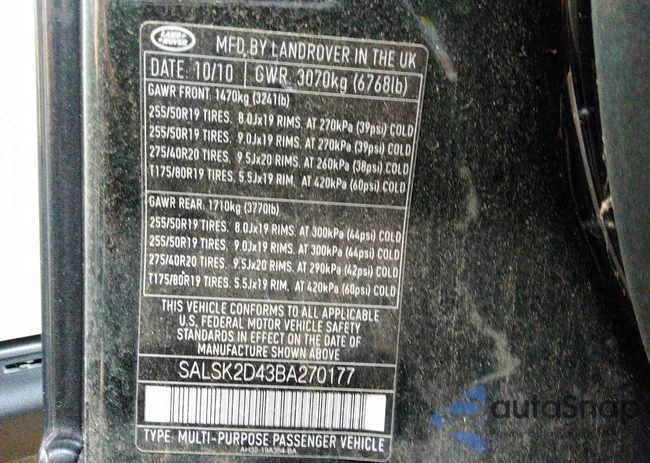 LAND ROVER
MFD.BY LANDROVER IN THE UK
DATE: 10/10 GWR: 3070kg (6768lb)
GAWR FRONT: 1470kg (3241lb)
255/50R19 TIRES. 8.0Jx19 RIMS. AT 270kPa (39psi) COLD
255/50R19 TIRES. 9.0Jx19 RIMS. AT 270kPa (39psi) COLD
275/40R20 TIRES. 9.5Jx20 RIMS. AT 260kPa (38psi) COLD
T175/80R19 TIRES. 5.5Jx19 RIM. AT 420kPa (60psi) COLD
GAWR REAR: 1710kg (3770lb)
255/50R19 TIRES. 8.0Jx19 RIMS. AT 300kPa (44psi) COLD
255/50R19 TIRES. 9.0Jx19 RIMS. AT 300kPa (44psi) COLD
275/40R20 TIRES. 9.5Jx20 RIMS. AT 290kPa (42psi) COLD
T175/80R19 TIRES. 5.5Jx19 RIM. AT 420kPa (60psi) COLD
THIS VEHICLE CONFORMS TO ALL APPLICABLE
U.S. FEDERAL MOTOR VEHICLE SAFETY
STANDARDS IN EFFECT ON THE DATE OF
MANUFACTURE SHOWN ABOVE
SALSK2D43BA270177
TYPE: MULTI-PURPOSE PASSENGER VEHICLE
autoSnap